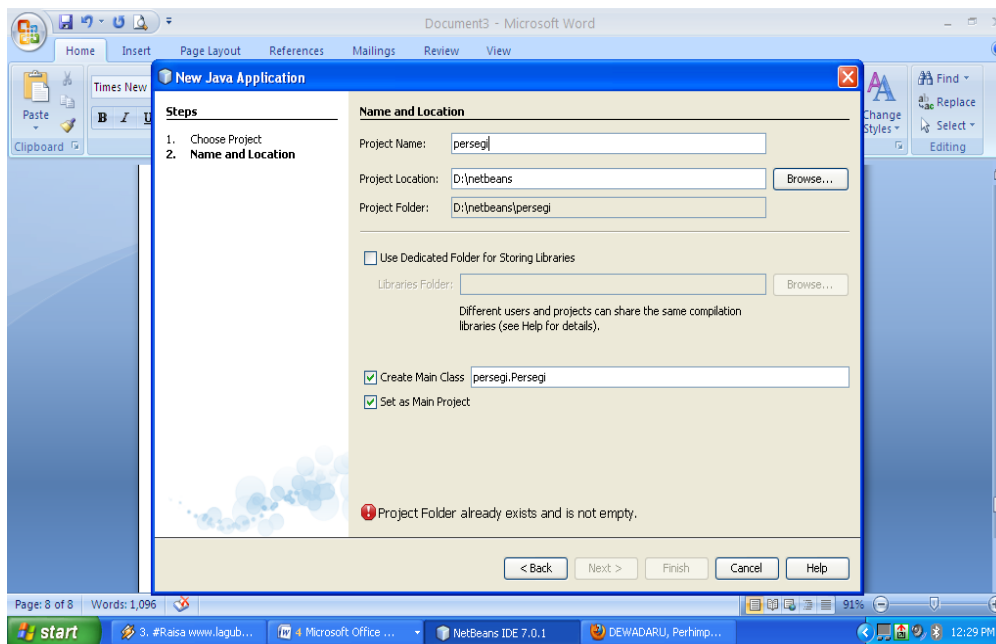 Document3 - Microsoft Word
Home Insert Page Layout References Mailings Review View
Paste
Clipboard
Times New
B I U
Change
Styles
Find
Replace
Select
Editing
New Java Application
Steps
1. Choose Project
2. Name and Location
Name and Location
Project Name: persegi
Project Location: D:\netbeans Browse...
Project Folder: D:\netbeans\persegi
Use Dedicated Folder for Storing Libraries
Libraries Folder: Browse...
Different users and projects can share the same compilation
libraries (see Help for details).
Create Main Class persegi.Persegi
Set as Main Project
Project Folder already exists and is not empty.
< Back Next > Finish Cancel Help
Page: 8 of 8 Words: 1,096 91%
start 3. #Raisa www.lagub... 4 Microsoft Office ... NetBeans IDE 7.0.1 DEWADARU, Perhimp... 12:29 PM